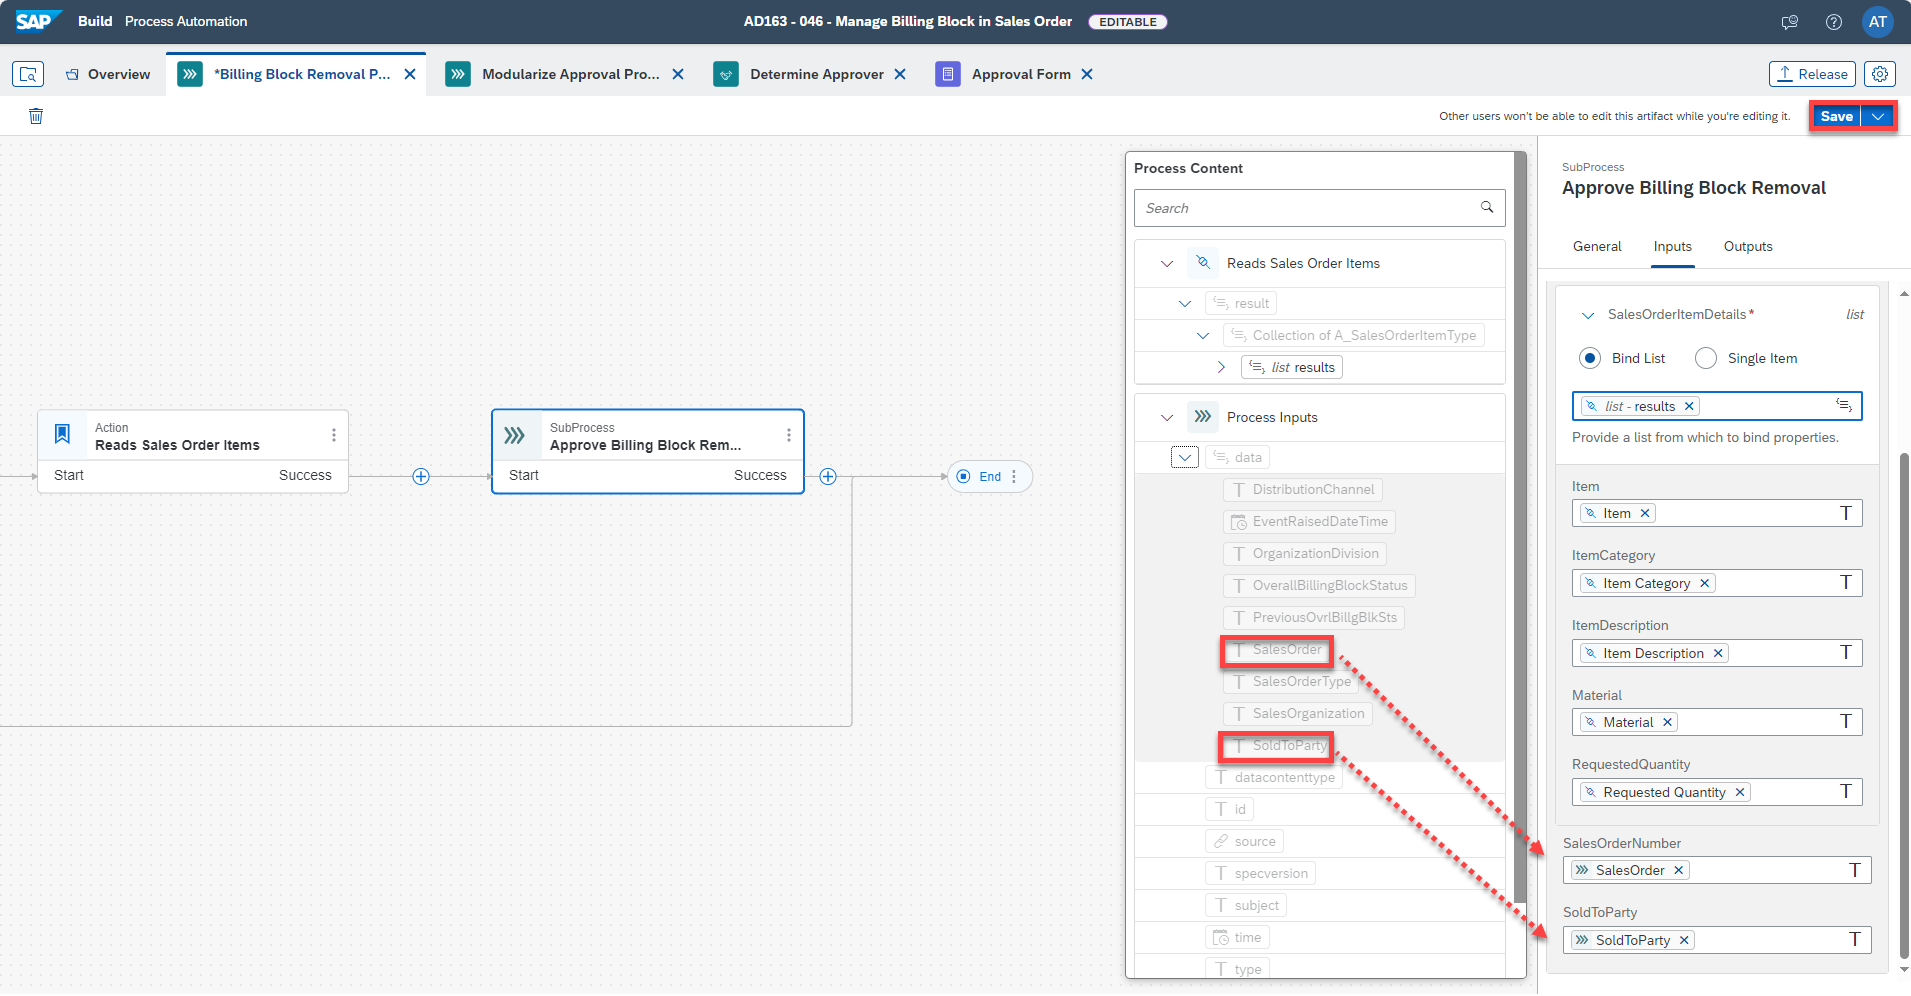 SAP Build Process Automation
AD163 - 046 - Manage Billing Block in Sales Order EDITABLE
AT
Overview
*Billing Block Removal P...
Modularize Approval Pro...
Determine Approver
Approval Form
Release
Other users won't be able to edit this artifact while you're editing it.
Save
Action
Reads Sales Order Items
Start Success
SubProcess
Approve Billing Block Rem...
Start Success
End
Process Content
Search
Reads Sales Order Items
result
Collection of A_SalesOrderItemType
list results
Process Inputs
data
DistributionChannel
EventRaisedDateTime
OrganizationDivision
OverallBillingBlockStatus
PreviousOvrlBillgBlkSts
SalesOrder
SalesOrderType
SalesOrganization
SoldToParty
datacontenttype
id
source
specversion
subject
time
type
SubProcess
Approve Billing Block Removal
General Inputs Outputs
SalesOrderItemDetails* list
Bind List Single Item
list - results
Provide a list from which to bind properties.
Item
Item
ItemCategory
Item Category
ItemDescription
Item Description
Material
Material
RequestedQuantity
Requested Quantity
SalesOrderNumber
SalesOrder
SoldToParty
SoldToParty